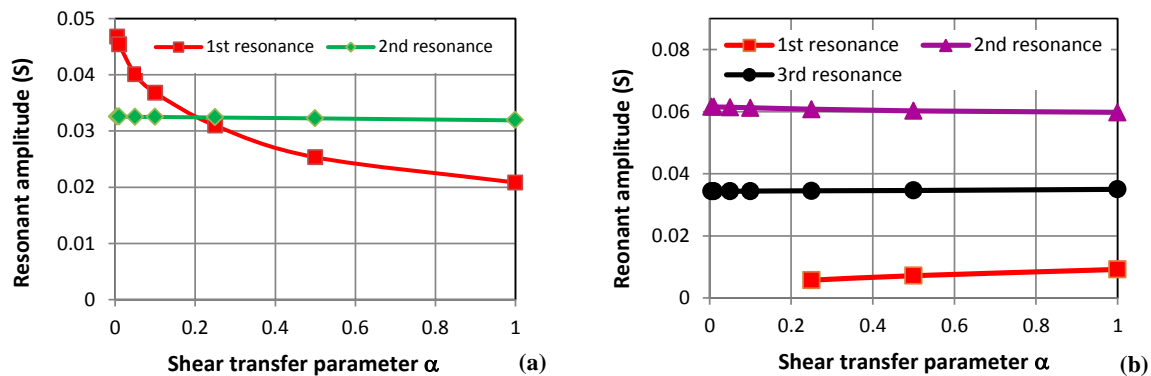 Resonant amplitude (S)
0.05
0.04
0.03
0.02
0.01
0
1st resonance
2nd resonance
0
0.2
0.4
0.6
0.8
1
Shear transfer parameter α
(a)
Reonant amplitude (S)
0.08
0.06
0.04
0.02
0
1st resonance
2nd resonance
3rd resonance
0
0.2
0.4
0.6
0.8
1
Shear transfer parameter α
(b)